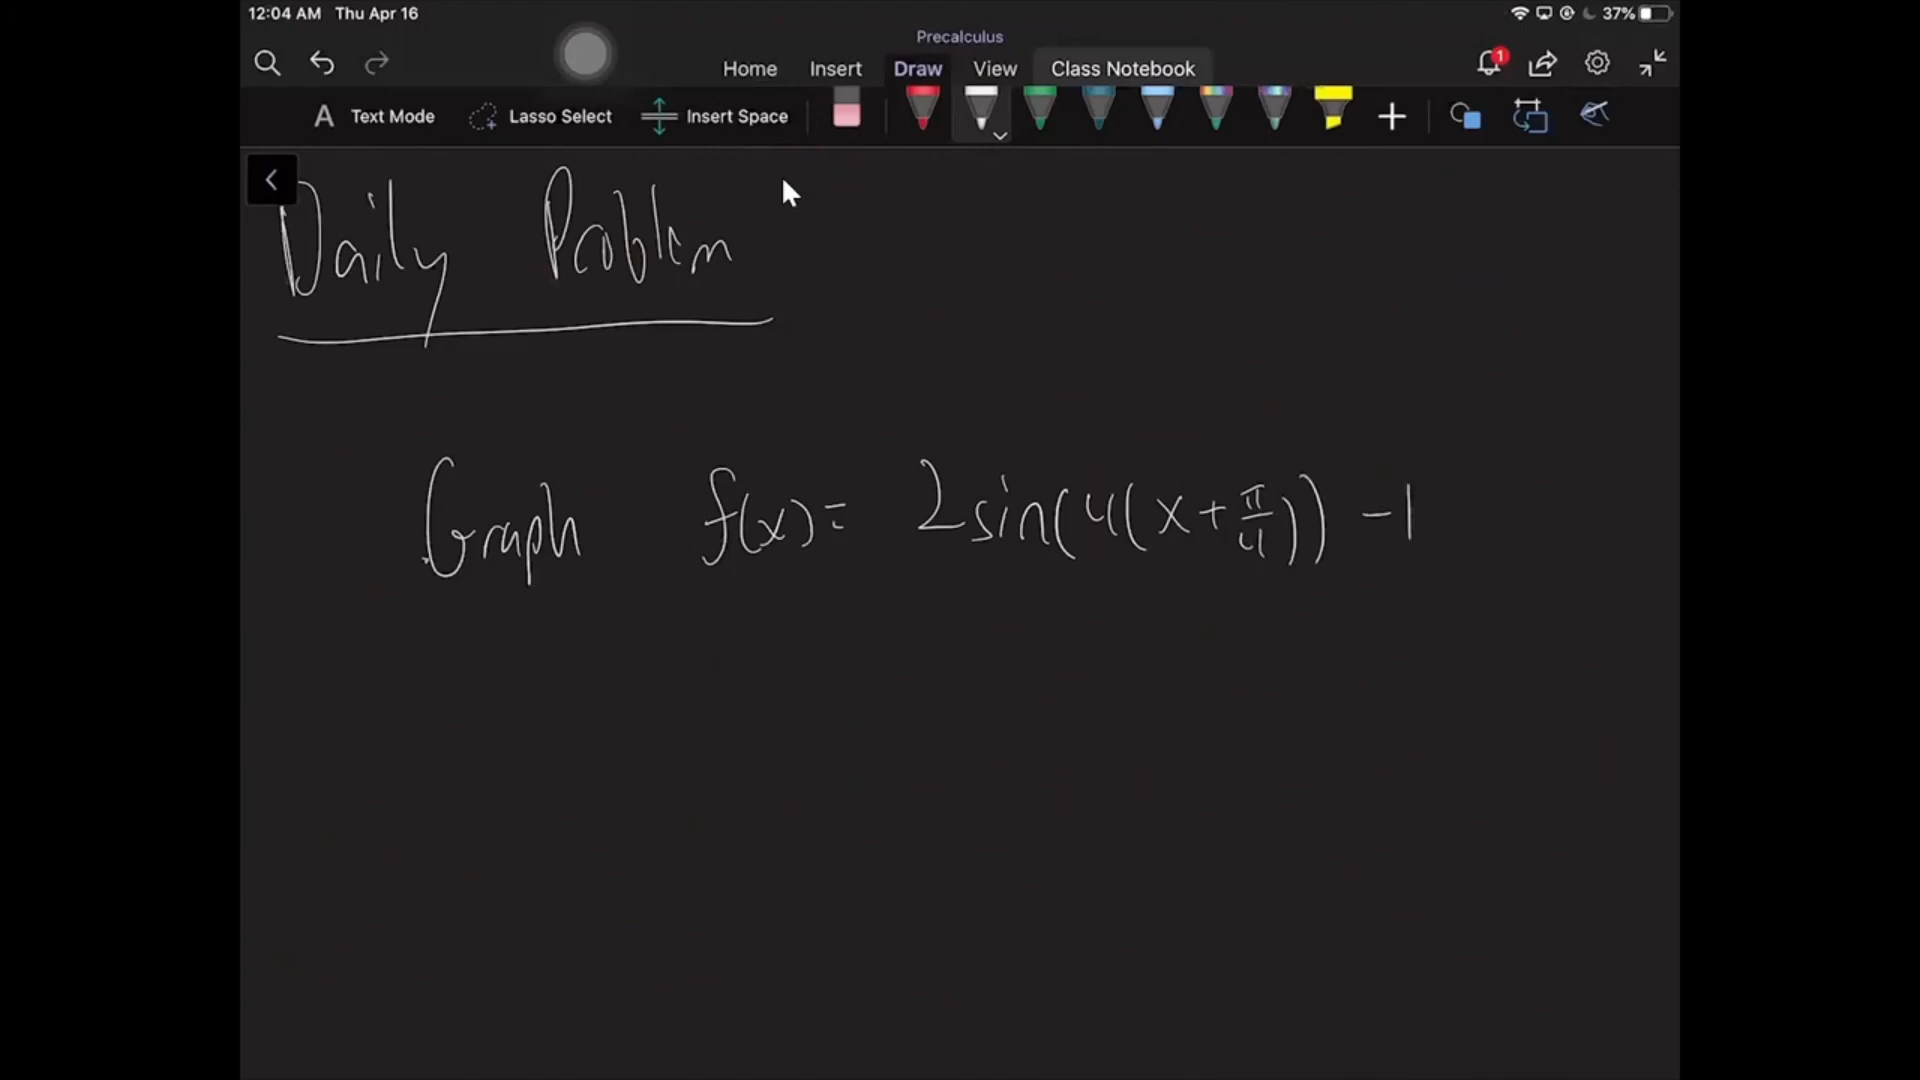 12:04 AM Thu Apr 16 37%
Precalculus
Home Insert Draw View Class Notebook 1
Text Mode Lasso Select Insert Space
Daily Problem
Graph f(x) = 2sin(4(x+π/4)) -1